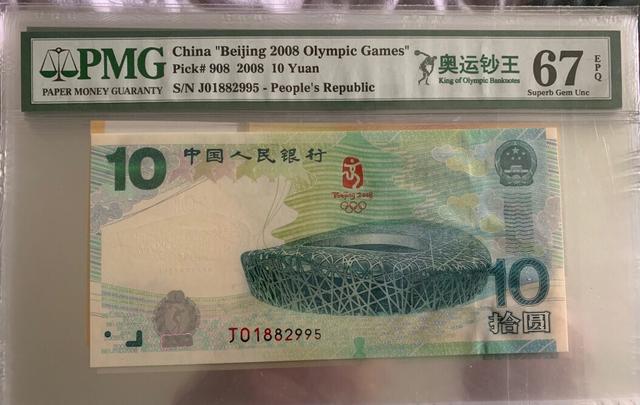 PMG
PAPER MONEY GUARANTY
China "Beijing 2008 Olympic Games"
Pick# 908 2008 10 Yuan
S/N J01882995 - People's Republic
奥运钞王
King of Olympic Banknotes
67 EPQ
Superb Gem Unc
10 中国人民银行
Beijing 2008
10
拾圆
J01882995